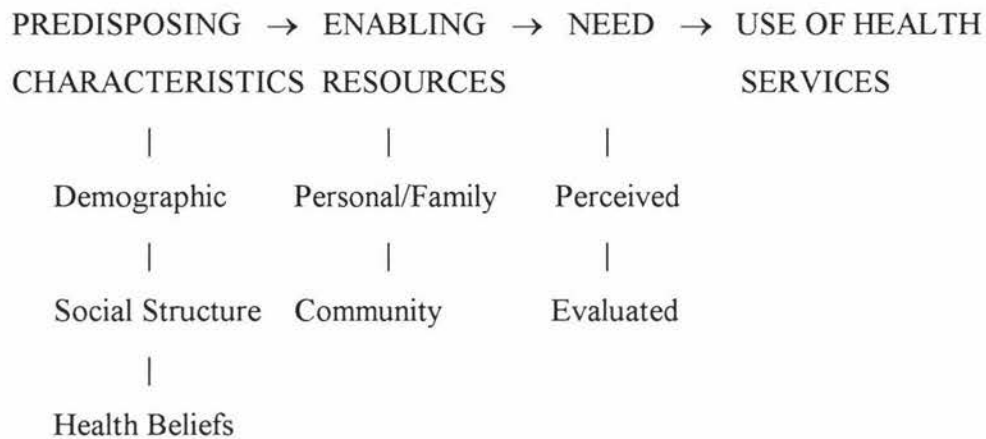 PREDISPOSING → ENABLING → NEED → USE OF HEALTH
CHARACTERISTICS RESOURCES SERVICES
| | |
Demographic Personal/Family Perceived
| | |
Social Structure Community Evaluated
|
Health Beliefs